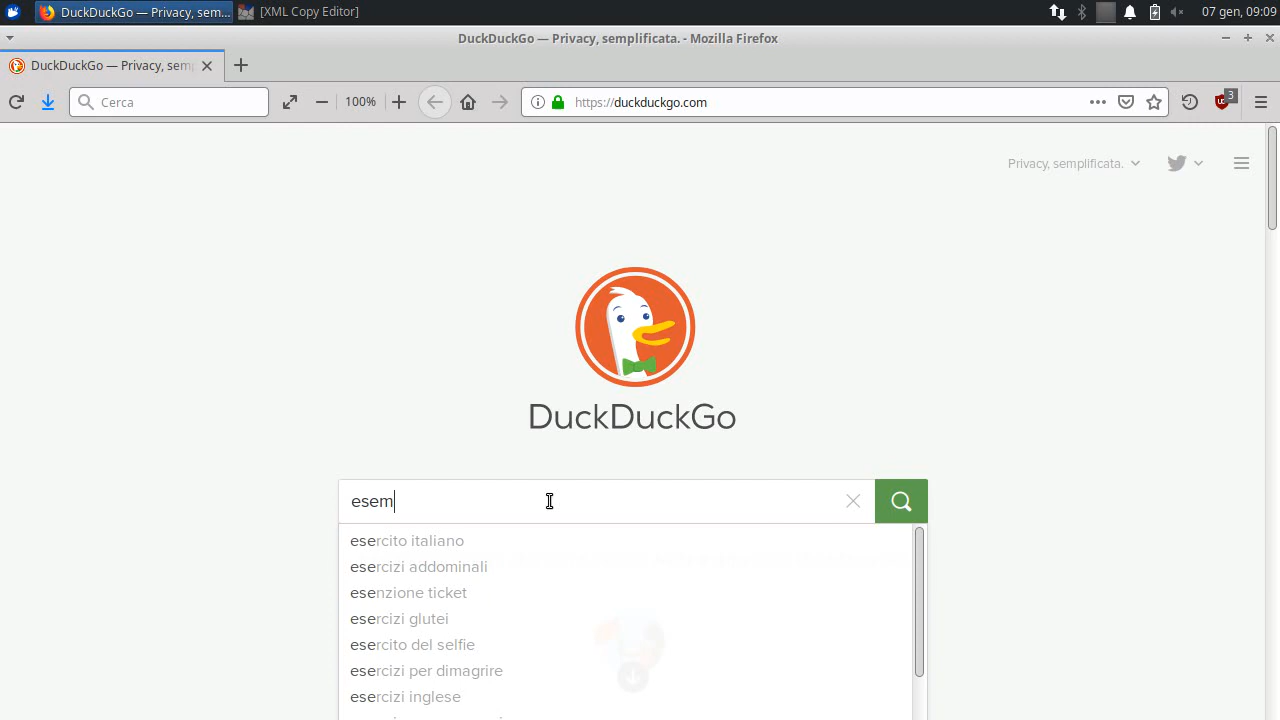 DuckDuckGo — Privacy, sem...
[XML Copy Editor]
07 gen, 09:09
DuckDuckGo — Privacy, semplificata. - Mozilla Firefox
DuckDuckGo — Privacy, sem
Cerca
100%
https://duckduckgo.com
3
Privacy, semplificata.
DuckDuckGo
esem
esercito italiano
esercizi addominali
esenzione ticket
esercizi glutei
esercito del selfie
esercizi per dimagrire
esercizi inglese